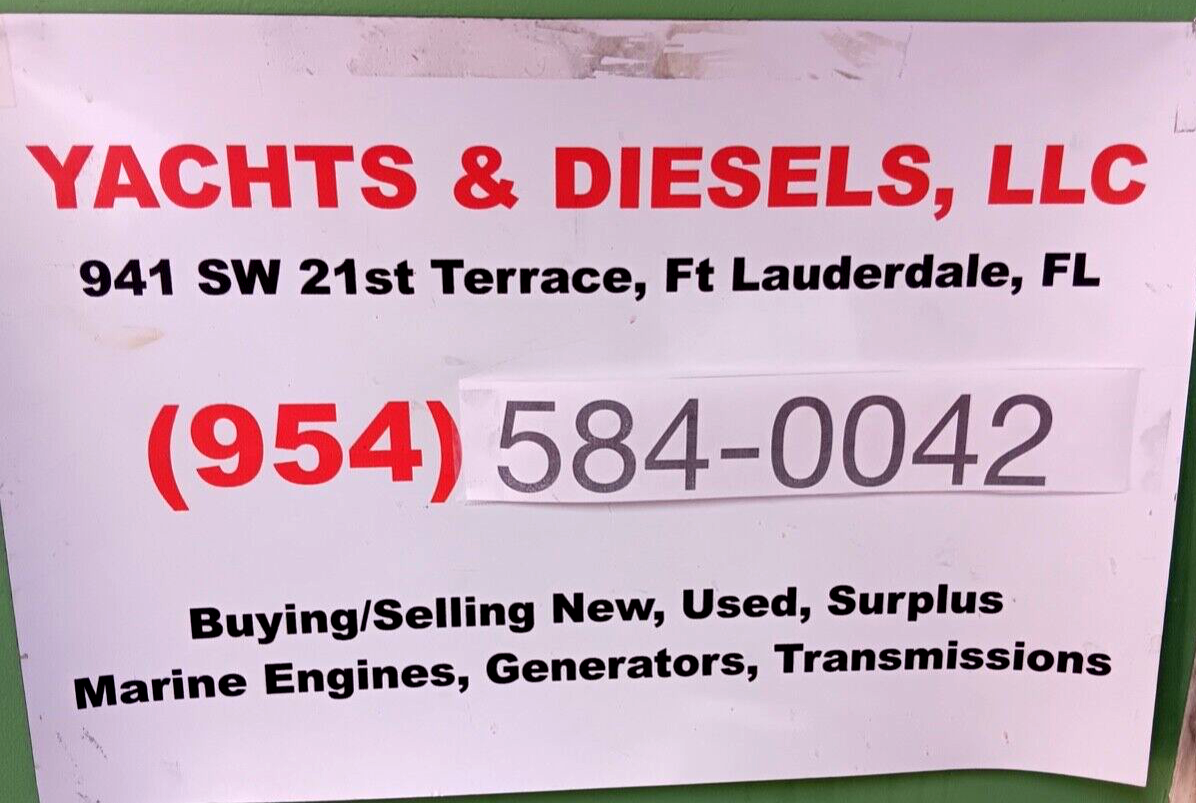 YACHTS & DIESELS, LLC
941 SW 21st Terrace, Ft Lauderdale, FL
(954) 584-0042
Buying/Selling New, Used, Surplus
Marine Engines, Generators, Transmissions